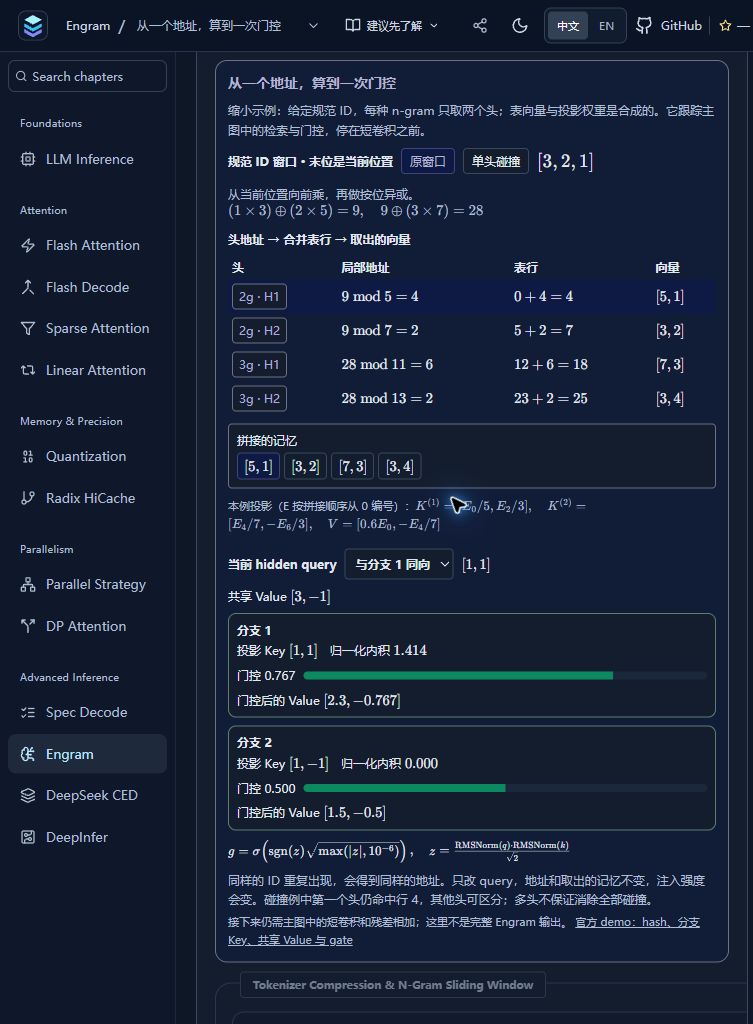 Engram / 从一个地址，算到一次门控 建议先了解 中文 EN GitHub
Search chapters
Foundations
LLM Inference
Attention
Flash Attention
Flash Decode
Sparse Attention
Linear Attention
Memory & Precision
Quantization
Radix HiCache
Parallelism
Parallel Strategy
DP Attention
Advanced Inference
Spec Decode
Engram
DeepSeek CED
DeepInfer
从一个地址，算到一次门控
缩小示例：给定规范 ID，每种 n-gram 只取两个头；表向量与投影权重是合成的。它跟踪主
图中的检索与门控，停在短卷积之前。
规范 ID 窗口 · 末位是当前位置 原窗口 单头碰撞 [3, 2, 1]
从当前位置向前乘，再做按位异或。
(1 × 3) ⊕ (2 × 5) = 9, 9 ⊕ (3 × 7) = 28
头地址 → 合并表行 → 取出的向量
头 局部地址 表行 向量
2g · H1 9 mod 5 = 4 0 + 4 = 4 [5, 1]
2g · H2 9 mod 7 = 2 5 + 2 = 7 [3, 2]
3g · H1 28 mod 11 = 6 12 + 6 = 18 [7, 3]
3g · H2 28 mod 13 = 2 23 + 2 = 25 [3, 4]
拼接的记忆
[5, 1] [3, 2] [7, 3] [3, 4]
本例投影（E 按拼接顺序从 0 编号）: K⁽¹⁾ = E₀/5, E₂/3], K⁽²⁾ =
[E₄/7, −E₆/3], V = [0.6E₀, −E₄/7]
当前 hidden query 与分支 1 同向 [1, 1]
共享 Value [3, −1]
分支 1
投影 Key [1, 1] 归一化内积 1.414
门控 0.767
门控后的 Value [2.3, −0.767]
分支 2
投影 Key [1, −1] 归一化内积 0.000
门控 0.500
门控后的 Value [1.5, −0.5]
g = σ(sgn(z)√max(|z|, 10⁻⁶)), z = RMSNorm(q)·RMSNorm(k)/√2
同样的 ID 重复出现，会得到同样的地址。只改 query，地址和取出的记忆不变，注入强度
会变。碰撞例中第一个头仍命中行 4，其他头可区分；多头不保证消除全部碰撞。
接下来仍需主图中的短卷积和残差相加；这里不是完整 Engram 输出。 官方 demo：hash、分支
Key、共享 Value 与 gate
Tokenizer Compression & N-Gram Sliding Window